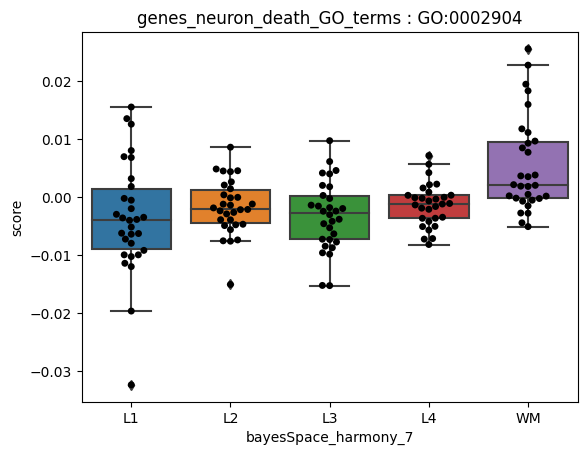 genes_neuron_death_GO_terms : GO:0002904
score
0.02
0.01
0.00
−0.01
−0.02
−0.03
L1
L2
L3
L4
WM
bayesSpace_harmony_7